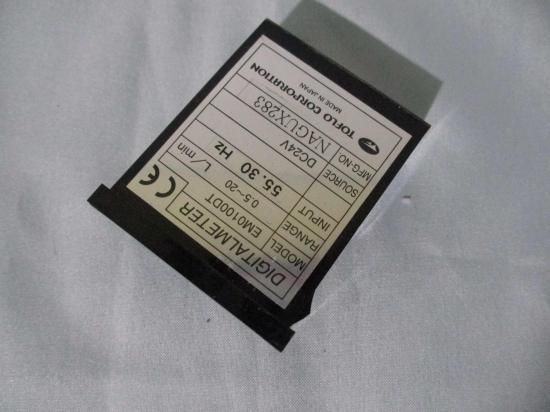 DIGITALMETER
MODEL EM0100DT
RANGE 0.5~20 L/min
INPUT 55.30 Hz
SOURCE DC24V
MFG-NO. NAGUX283
TOFLO CORPORATION
MADE IN JAPAN
CE